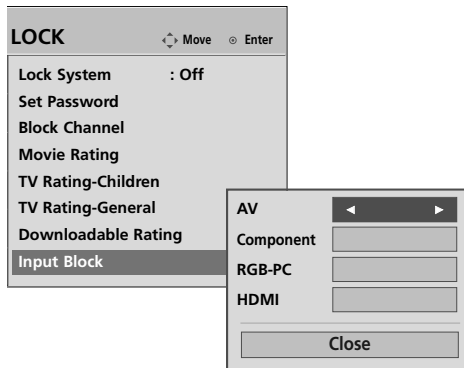 LOCK Move Enter
Lock System : Off
Set Password
Block Channel
Movie Rating
TV Rating-Children
TV Rating-General
Downloadable Rating
Input Block
AV
Component
RGB-PC
HDMI
Close